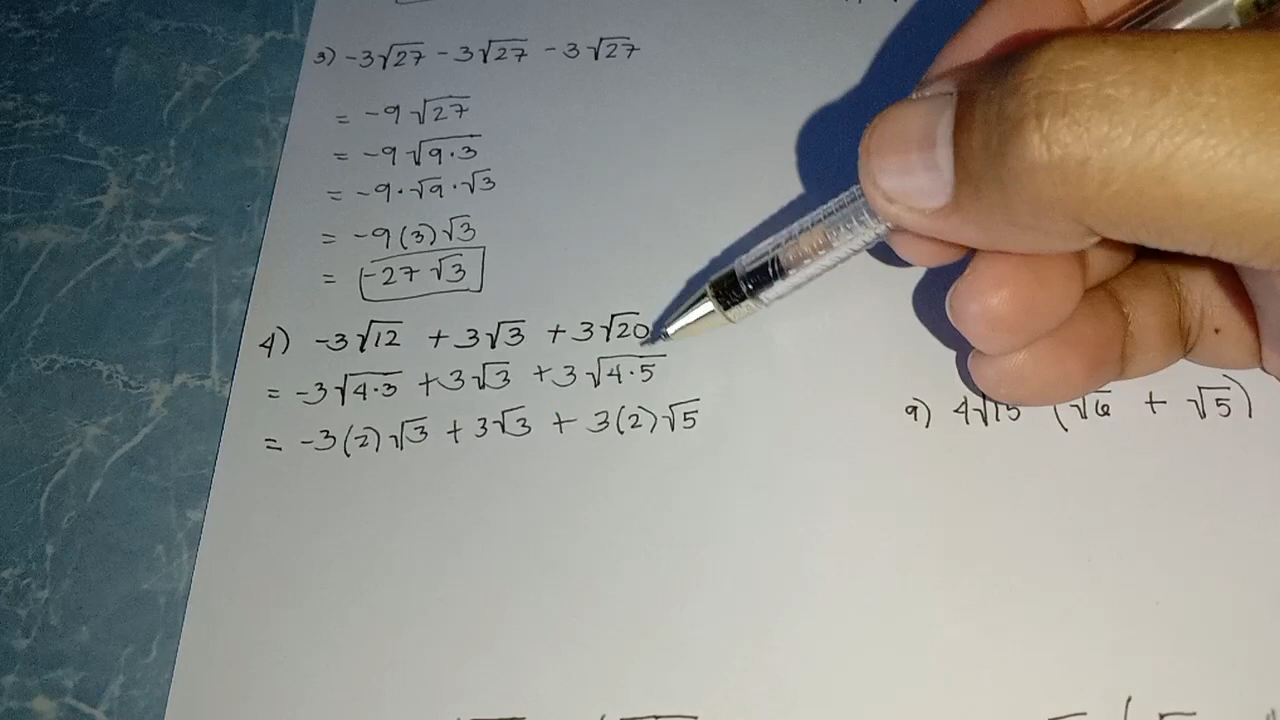 3) -3√27 - 3√27 - 3√27
= -9√27
= -9√9·3
= -9·√9·√3
= -9(3)√3
= -27√3
4) -3√12 + 3√3 + 3√20
= -3√4·3 + 3√3 + 3√4·5
= -3(2)√3 + 3√3 + 3(2)√5
9) 4√15 (√6 + √5)